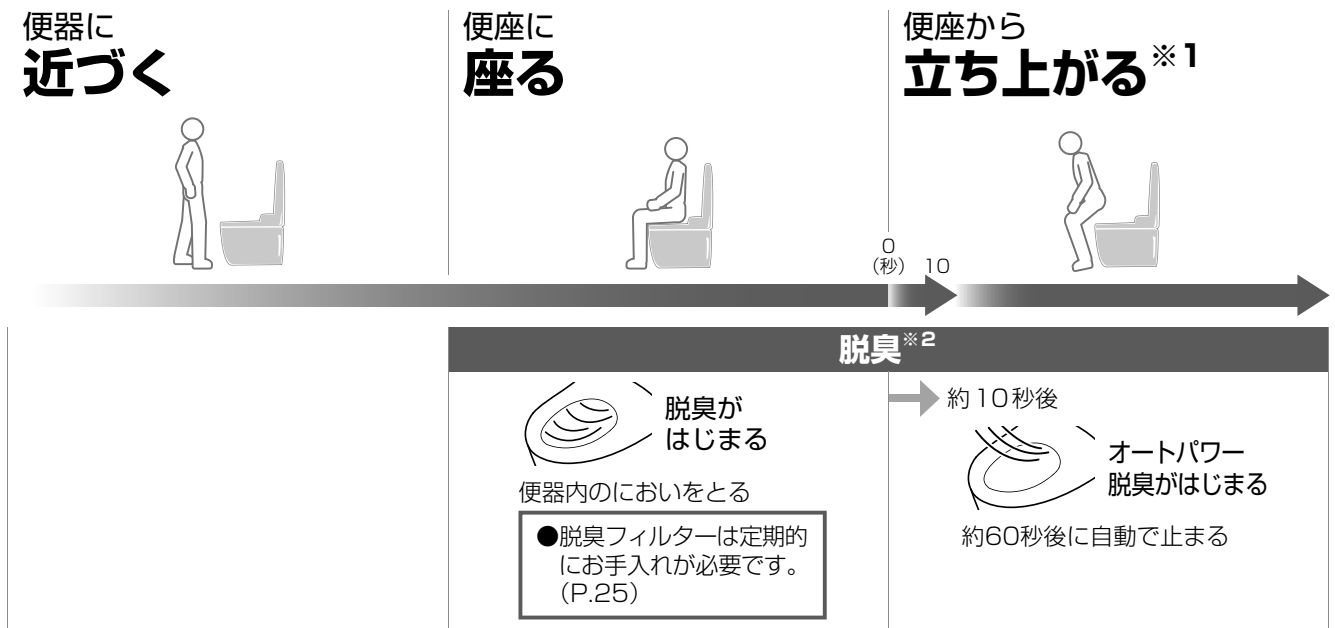 便器に
近づく
便座に
座る
便座から
立ち上がる※1
0
(秒) 10
脱臭※2
脱臭が
はじまる
便器内のにおいをとる
●脱臭フィルターは定期的
にお手入れが必要です。
(P.25)
約10秒後
オートパワー
脱臭がはじまる
約60秒後に自動で止まる